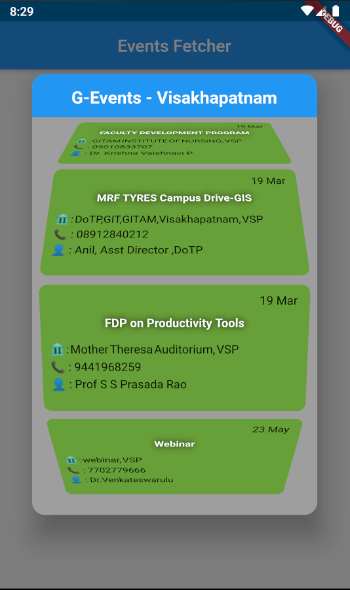 8:29
DEBUG
Events Fetcher
G-Events - Visakhapatnam
19 Mar
FACULTY DEVELOPMENT PROGRAM
: GITAM INSTITUTE OF NURSING,VSP
: 09010833707
: Dr. Krishna Vaishnavi P
19 Mar
MRF TYRES Campus Drive-GIS
: DoTP,GIT,GITAM,Visakhapatnam, VSP
: 08912840212
: Anil, Asst Director ,DoTP
19 Mar
FDP on Productivity Tools
: Mother Theresa Auditorium, VSP
: 9441968259
: Prof S S Prasada Rao
23 May
Webinar
: webinar,VSP
: 7702779666
: Dr.Venkateswarulu